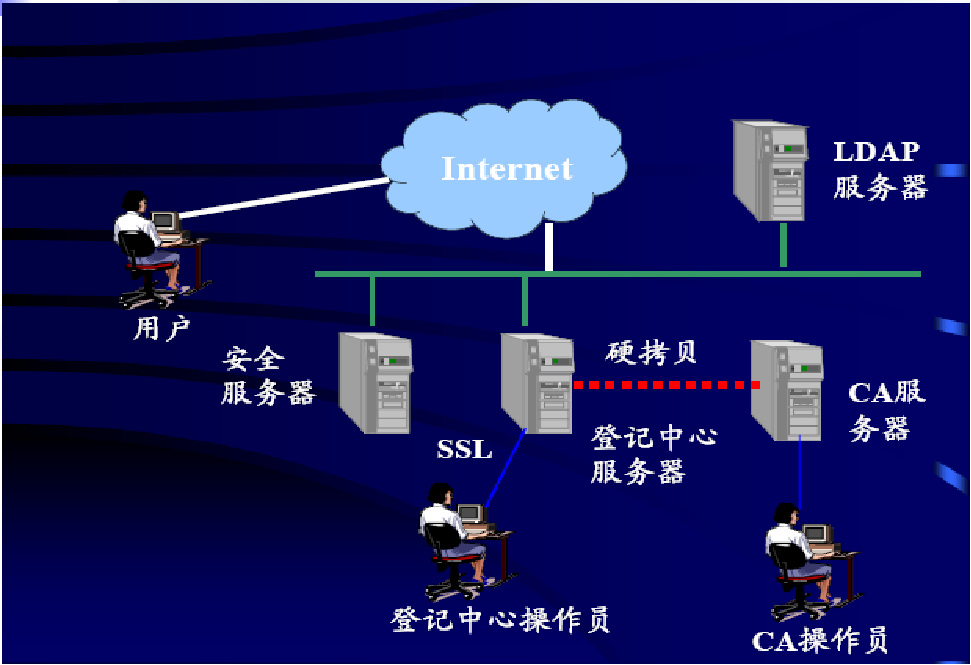 Internet
LDAP
服务器
用户
安全
服务器
硬拷贝
CA服
务器
SSL
登记中心
服务器
登记中心操作员
CA操作员